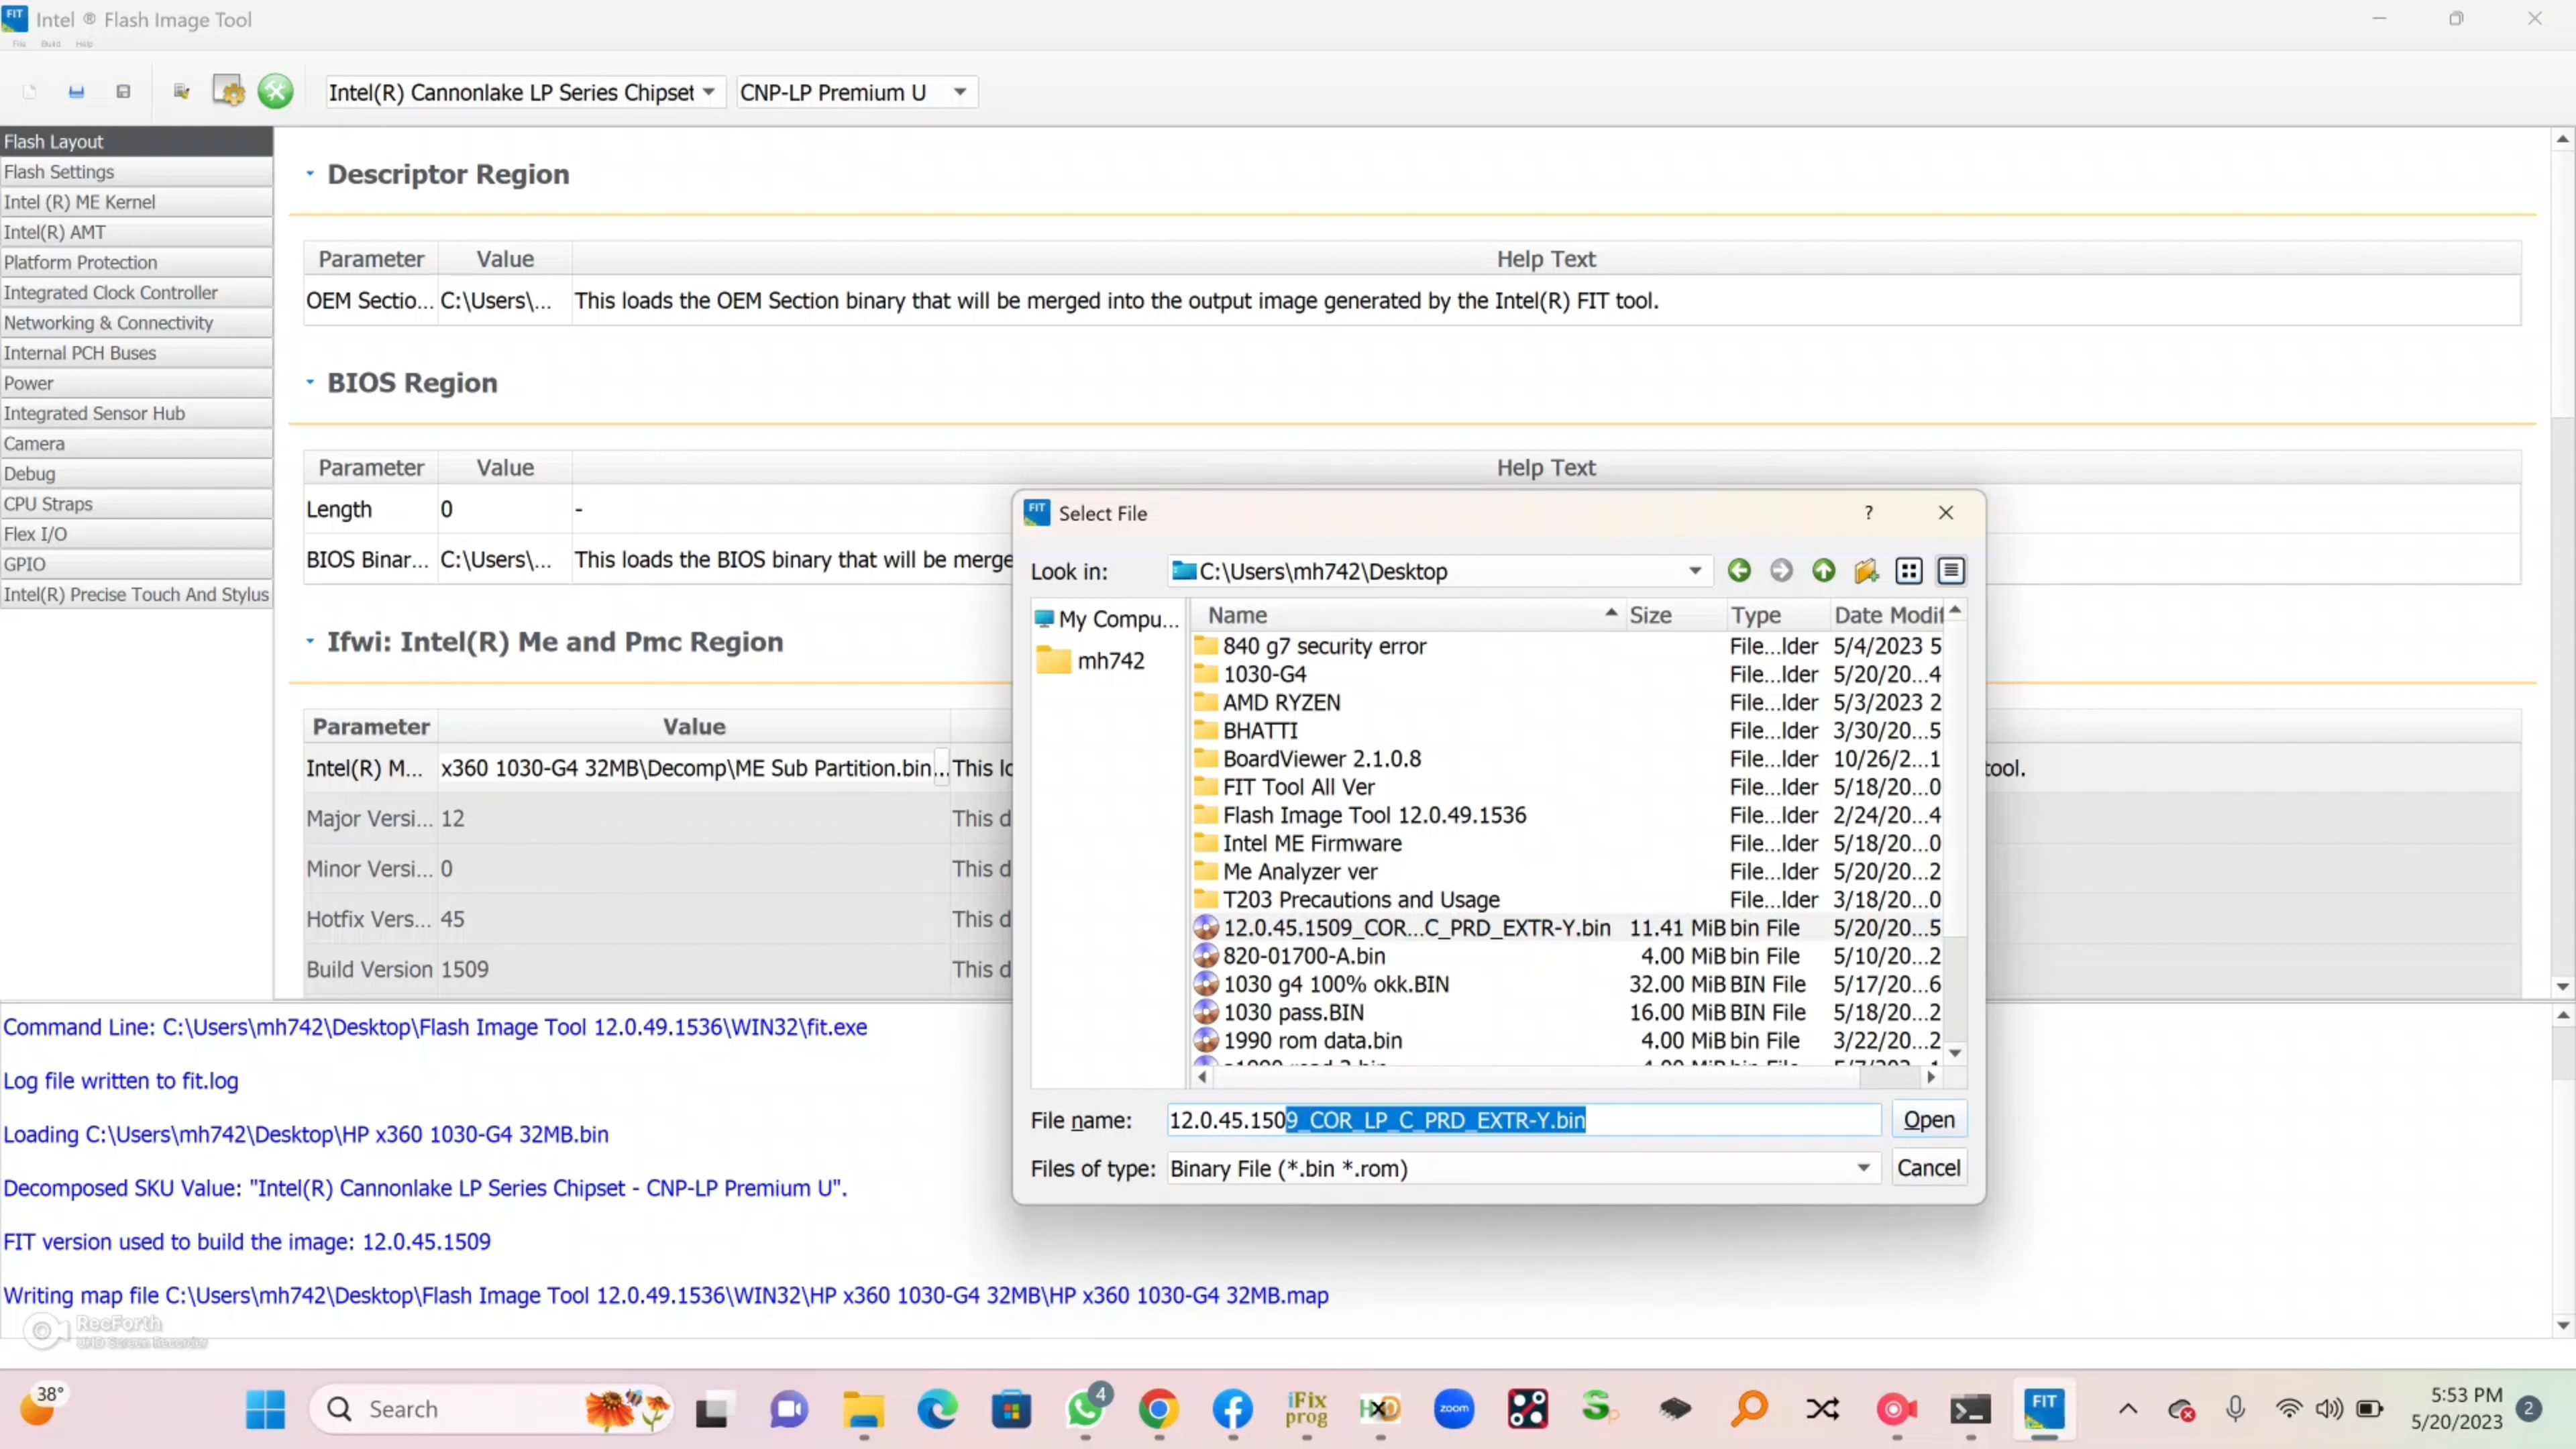 FIT Intel ® Flash Image Tool
File Build Help
Intel(R) Cannonlake LP Series Chipset CNP-LP Premium U
Flash Layout
Flash Settings
Intel (R) ME Kernel
Intel(R) AMT
Platform Protection
Integrated Clock Controller
Networking & Connectivity
Internal PCH Buses
Power
Integrated Sensor Hub
Camera
Debug
CPU Straps
Flex I/O
GPIO
Intel(R) Precise Touch And Stylus
Descriptor Region
Parameter Value Help Text
OEM Sectio... C:\Users\... This loads the OEM Section binary that will be merged into the output image generated by the Intel(R) FIT tool.
BIOS Region
Parameter Value Help Text
Length 0 -
BIOS Binar... C:\Users\... This loads the BIOS binary that will be merge
Ifwi: Intel(R) Me and Pmc Region
Parameter Value
Intel(R) M... x360 1030-G4 32MB\Decomp\ME Sub Partition.bin ... This lo tool.
Major Versi... 12 This d
Minor Versi... 0 This d
Hotfix Vers... 45 This d
Build Version 1509 This d
FIT Select File ?
Look in: C:\Users\mh742\Desktop
My Compu...
mh742
Name Size Type Date Modif
840 g7 security error File...lder 5/4/2023 5
1030-G4 File...lder 5/20/20...4
AMD RYZEN File...lder 5/3/2023 2
BHATTI File...lder 3/30/20...5
BoardViewer 2.1.0.8 File...lder 10/26/2...1
FIT Tool All Ver File...lder 5/18/20...0
Flash Image Tool 12.0.49.1536 File...lder 2/24/20...4
Intel ME Firmware File...lder 5/18/20...0
Me Analyzer ver File...lder 5/20/20...2
T203 Precautions and Usage File...lder 3/18/20...0
12.0.45.1509_COR...C_PRD_EXTR-Y.bin 11.41 MiB bin File 5/20/20...5
820-01700-A.bin 4.00 MiB bin File 5/10/20...2
1030 g4 100% okk.BIN 32.00 MiB BIN File 5/17/20...6
1030 pass.BIN 16.00 MiB BIN File 5/18/20...2
1990 rom data.bin 4.00 MiB bin File 3/22/20...2
File name: 12.0.45.1509_COR_LP_C_PRD_EXTR-Y.bin Open
Files of type: Binary File (*.bin *.rom) Cancel
Command Line: C:\Users\mh742\Desktop\Flash Image Tool 12.0.49.1536\WIN32\fit.exe
Log file written to fit.log
Loading C:\Users\mh742\Desktop\HP x360 1030-G4 32MB.bin
Decomposed SKU Value: "Intel(R) Cannonlake LP Series Chipset - CNP-LP Premium U".
FIT version used to build the image: 12.0.45.1509
Writing map file C:\Users\mh742\Desktop\Flash Image Tool 12.0.49.1536\WIN32\HP x360 1030-G4 32MB\HP x360 1030-G4 32MB.map
RecForth
UHD Screen Recorder
38° Search 4 iFix prog HXD zoom FIT 5:53 PM
5/20/2023 2